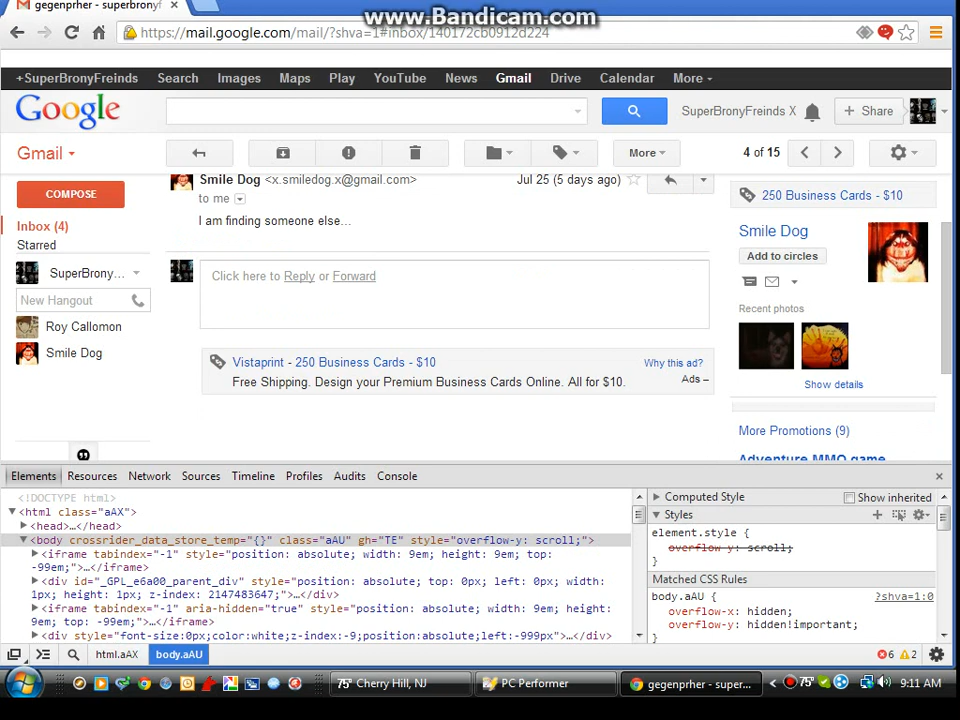 gegenprher - superbronyf
www.Bandicam.com
https://mail.google.com/mail/?shva=1#inbox/140172cb0912d224
+SuperBronyFreinds Search Images Maps Play YouTube News Gmail Drive Calendar More
Google
SuperBronyFreinds X
+ Share
Gmail
More
4 of 15
COMPOSE
Smile Dog <x.smiledog.x@gmail.com>
Jul 25 (5 days ago)
to me
I am finding someone else...
Inbox (4)
Starred
SuperBrony...
New Hangout
Roy Callomon
Smile Dog
Click here to Reply or Forward
Vistaprint - 250 Business Cards - $10
Why this ad?
Free Shipping. Design your Premium Business Cards Online. All for $10.
Ads –
250 Business Cards - $10
Smile Dog
Add to circles
Recent photos
Show details
More Promotions (9)
Adventure MMO game
Elements Resources Network Sources Timeline Profiles Audits Console
<!DOCTYPE html>
<html class="aAX">
<head>…</head>
<body crossrider_data_store_temp="{}" class="aAU" gh="TE" style="overflow-y: scroll;">
<iframe tabindex="-1" style="position: absolute; width: 9em; height: 9em; top:
-99em;">…</iframe>
<div id="_GPL_e6a00_parent_div" style="position: absolute; top: 0px; left: 0px; width:
1px; height: 1px; z-index: 2147483647;">…</div>
<iframe tabindex="-1" aria-hidden="true" style="position: absolute; width: 9em; height:
9em; top: -99em;">…</iframe>
<div style="font-size:0px;color:white;z-index:-9;position:absolute;left:-999px">…</div>
Computed Style
Show inherited
Styles
element.style {
overflow-y: scroll;
}
Matched CSS Rules
body.aAU {
?shva=1:0
overflow-x: hidden;
overflow-y: hidden!important;
}
html.aAX
body.aAU
6
2
75° Cherry Hill, NJ
PC Performer
gegenprher - super...
75°
9:11 AM